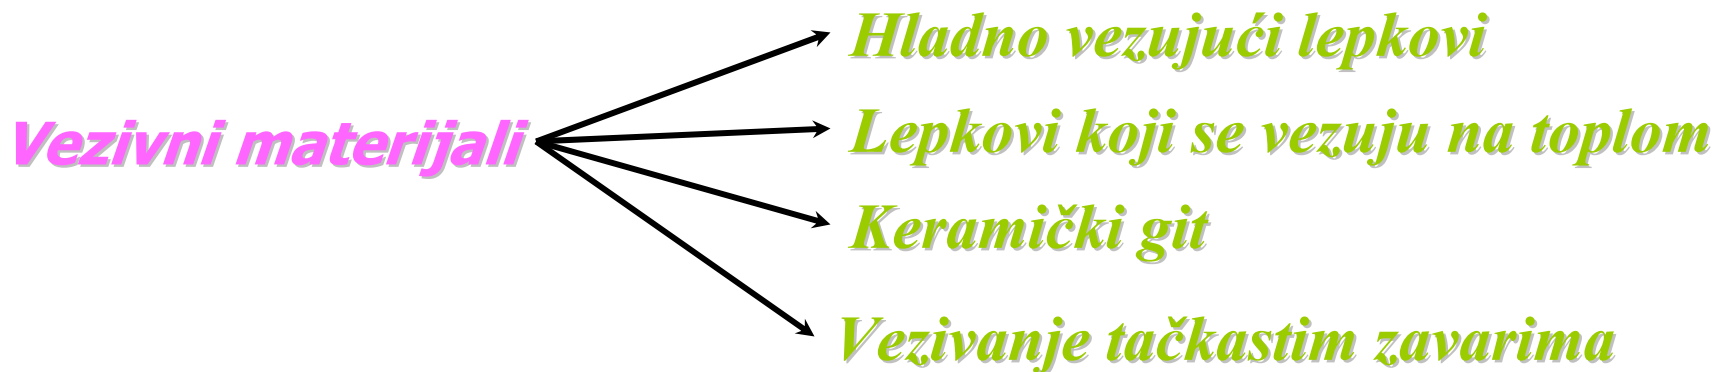 Vezivni materijali
Hladno vezujući lepkovi
Lepkovi koji se vezuju na toplom
Keramički git
Vezivanje tačkastim zavarima